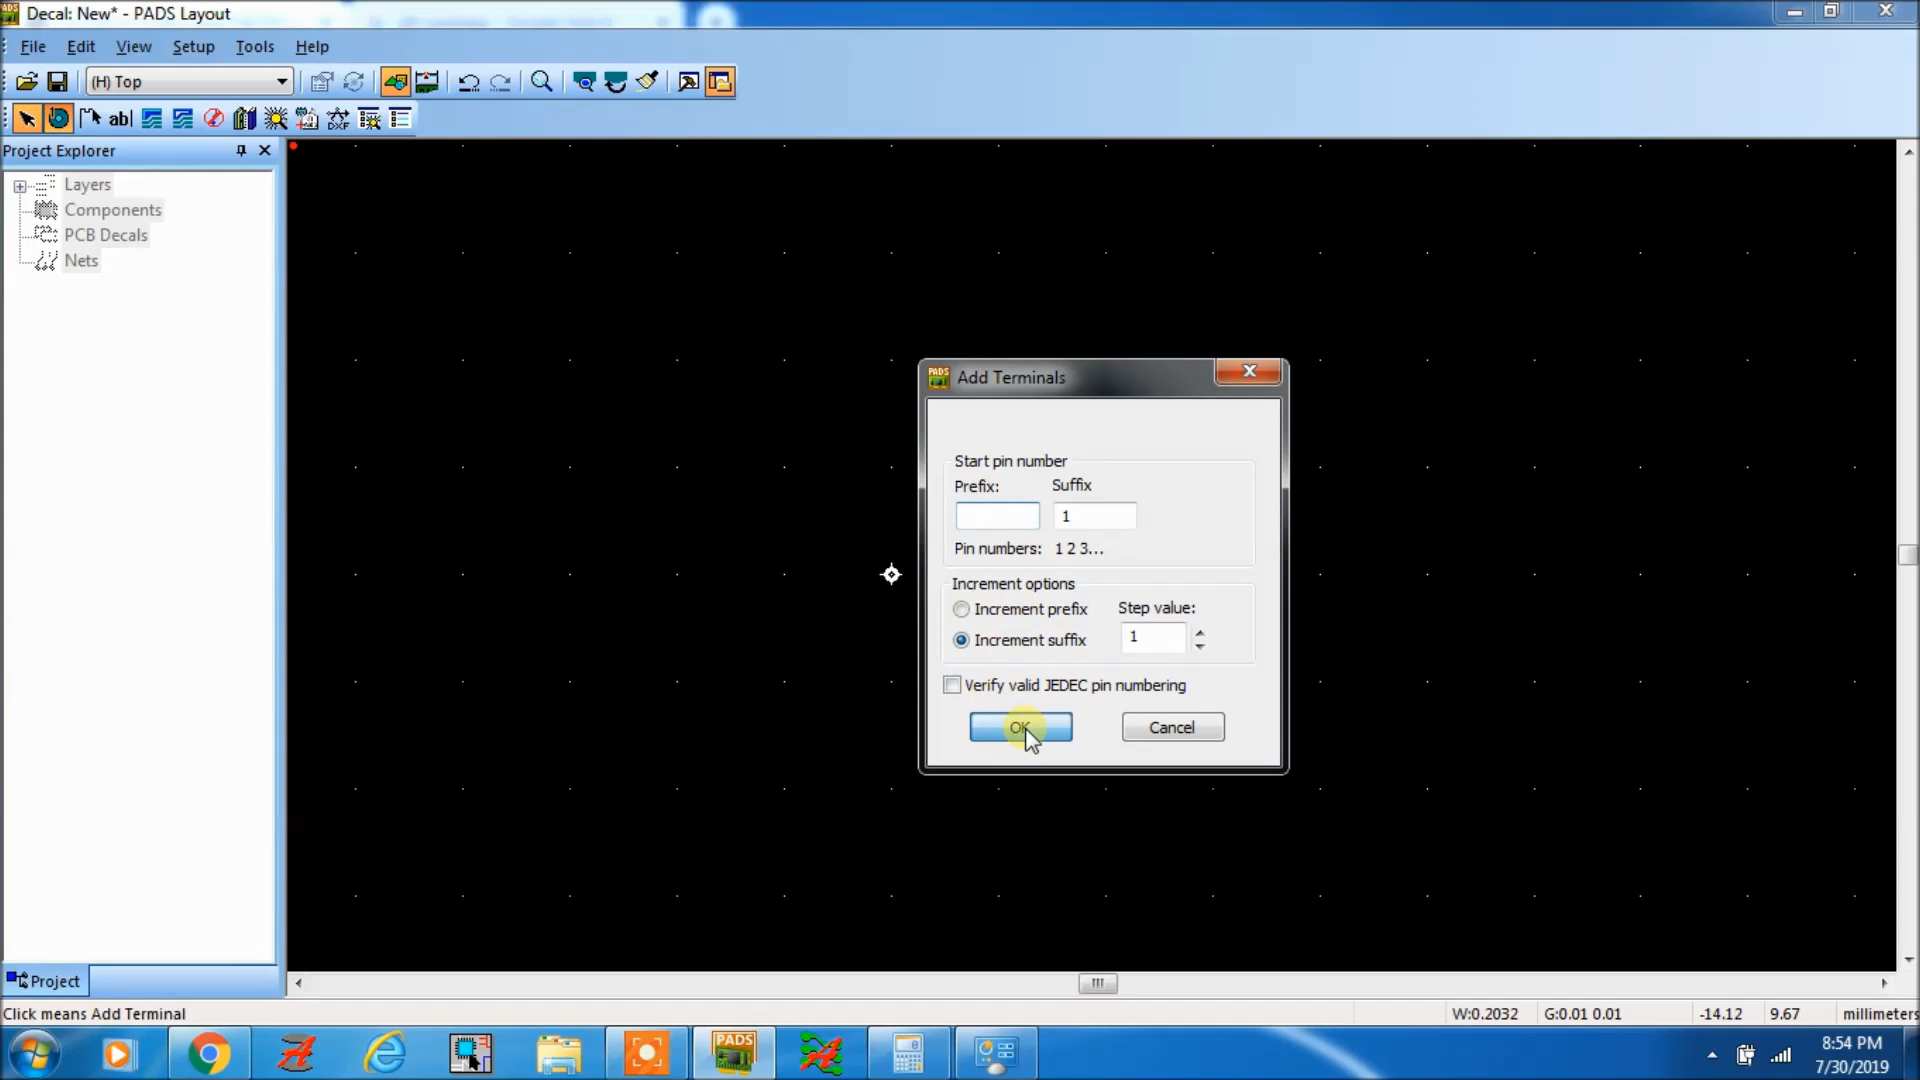 Decal: New* - PADS Layout
File Edit View Setup Tools Help
(H) Top
ab|
DXF
Project Explorer
Layers
Components
PCB Decals
Nets
PADS
Add Terminals
Start pin number
Prefix: Suffix
1
Pin numbers: 1 2 3...
Increment options
Increment prefix Step value:
Increment suffix 1
Verify valid JEDEC pin numbering
OK Cancel
Project
Click means Add Terminal W:0.2032 G:0.01 0.01 -14.12 9.67 millimeters
PADS
8:54 PM
7/30/2019